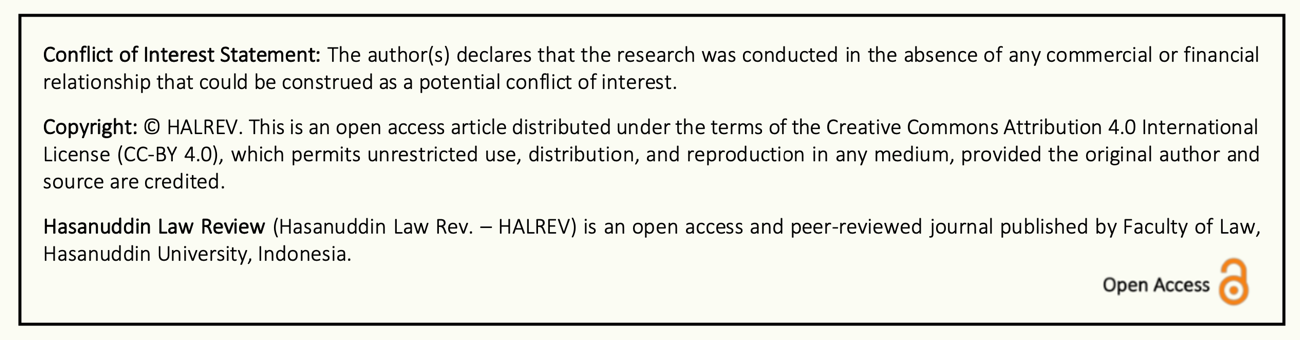 Conflict of Interest Statement: The author(s) declares that the research was conducted in the absence of any commercial or financial
relationship that could be construed as a potential conflict of interest.
Copyright: © HALREV. This is an open access article distributed under the terms of the Creative Commons Attribution 4.0 International
License (CC-BY 4.0), which permits unrestricted use, distribution, and reproduction in any medium, provided the original author and
source are credited.
Hasanuddin Law Review (Hasanuddin Law Rev. – HALREV) is an open access and peer-reviewed journal published by Faculty of Law,
Hasanuddin University, Indonesia.
Open Access